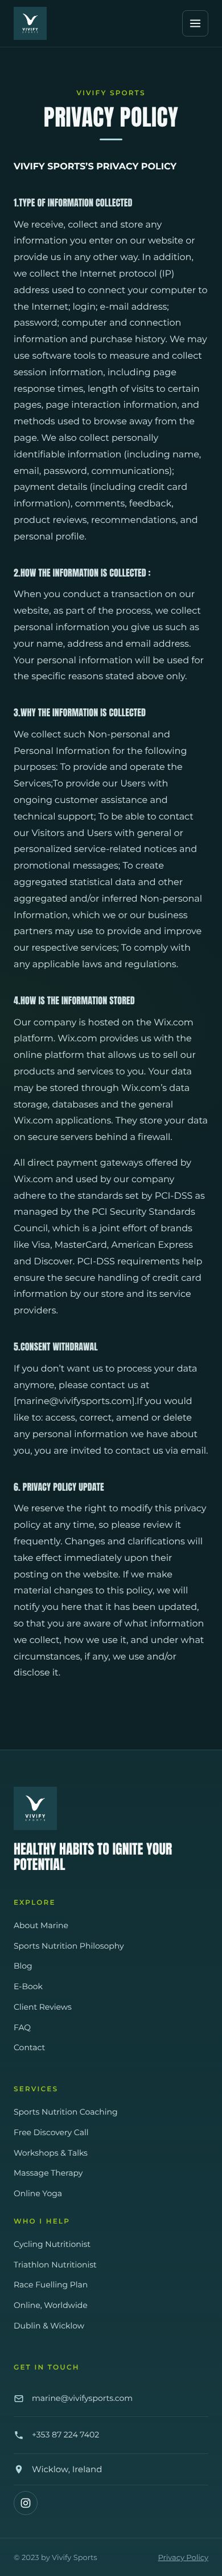 VIVIFY
SPORTS
VIVIFY SPORTS
PRIVACY POLICY
VIVIFY SPORTS'S PRIVACY POLICY
1.TYPE OF INFORMATION COLLECTED
We receive, collect and store any
information you enter on our website or
provide us in any other way. In addition,
we collect the Internet protocol (IP)
address used to connect your computer to
the Internet; login; e-mail address;
password; computer and connection
information and purchase history. We may
use software tools to measure and collect
session information, including page
response times, length of visits to certain
pages, page interaction information, and
methods used to browse away from the
page. We also collect personally
identifiable information (including name,
email, password, communications);
payment details (including credit card
information), comments, feedback,
product reviews, recommendations, and
personal profile.
2.HOW THE INFORMATION IS COLLECTED :
When you conduct a transaction on our
website, as part of the process, we collect
personal information you give us such as
your name, address and email address.
Your personal information will be used for
the specific reasons stated above only.
3.WHY THE INFORMATION IS COLLECTED
We collect such Non-personal and
Personal Information for the following
purposes: To provide and operate the
Services;To provide our Users with
ongoing customer assistance and
technical support; To be able to contact
our Visitors and Users with general or
personalized service-related notices and
promotional messages; To create
aggregated statistical data and other
aggregated and/or inferred Non-personal
Information, which we or our business
partners may use to provide and improve
our respective services; To comply with
any applicable laws and regulations.
4.HOW IS THE INFORMATION STORED
Our company is hosted on the Wix.com
platform. Wix.com provides us with the
online platform that allows us to sell our
products and services to you. Your data
may be stored through Wix.com's data
storage, databases and the general
Wix.com applications. They store your data
on secure servers behind a firewall.
All direct payment gateways offered by
Wix.com and used by our company
adhere to the standards set by PCI-DSS as
managed by the PCI Security Standards
Council, which is a joint effort of brands
like Visa, MasterCard, American Express
and Discover. PCI-DSS requirements help
ensure the secure handling of credit card
information by our store and its service
providers.
5.CONSENT WITHDRAWAL
If you don't want us to process your data
anymore, please contact us at
[marine@vivifysports.com].If you would
like to: access, correct, amend or delete
any personal information we have about
you, you are invited to contact us via email.
6. PRIVACY POLICY UPDATE
We reserve the right to modify this privacy
policy at any time, so please review it
frequently. Changes and clarifications will
take effect immediately upon their
posting on the website. If we make
material changes to this policy, we will
notify you here that it has been updated,
so that you are aware of what information
we collect, how we use it, and under what
circumstances, if any, we use and/or
disclose it.
VIVIFY
SPORTS
HEALTHY HABITS TO IGNITE YOUR
POTENTIAL
EXPLORE
About Marine
Sports Nutrition Philosophy
Blog
E-Book
Client Reviews
FAQ
Contact
SERVICES
Sports Nutrition Coaching
Free Discovery Call
Workshops & Talks
Massage Therapy
Online Yoga
WHO I HELP
Cycling Nutritionist
Triathlon Nutritionist
Race Fuelling Plan
Online, Worldwide
Dublin & Wicklow
GET IN TOUCH
marine@vivifysports.com
+353 87 224 7402
Wicklow, Ireland
© 2023 by Vivify Sports
Privacy Policy